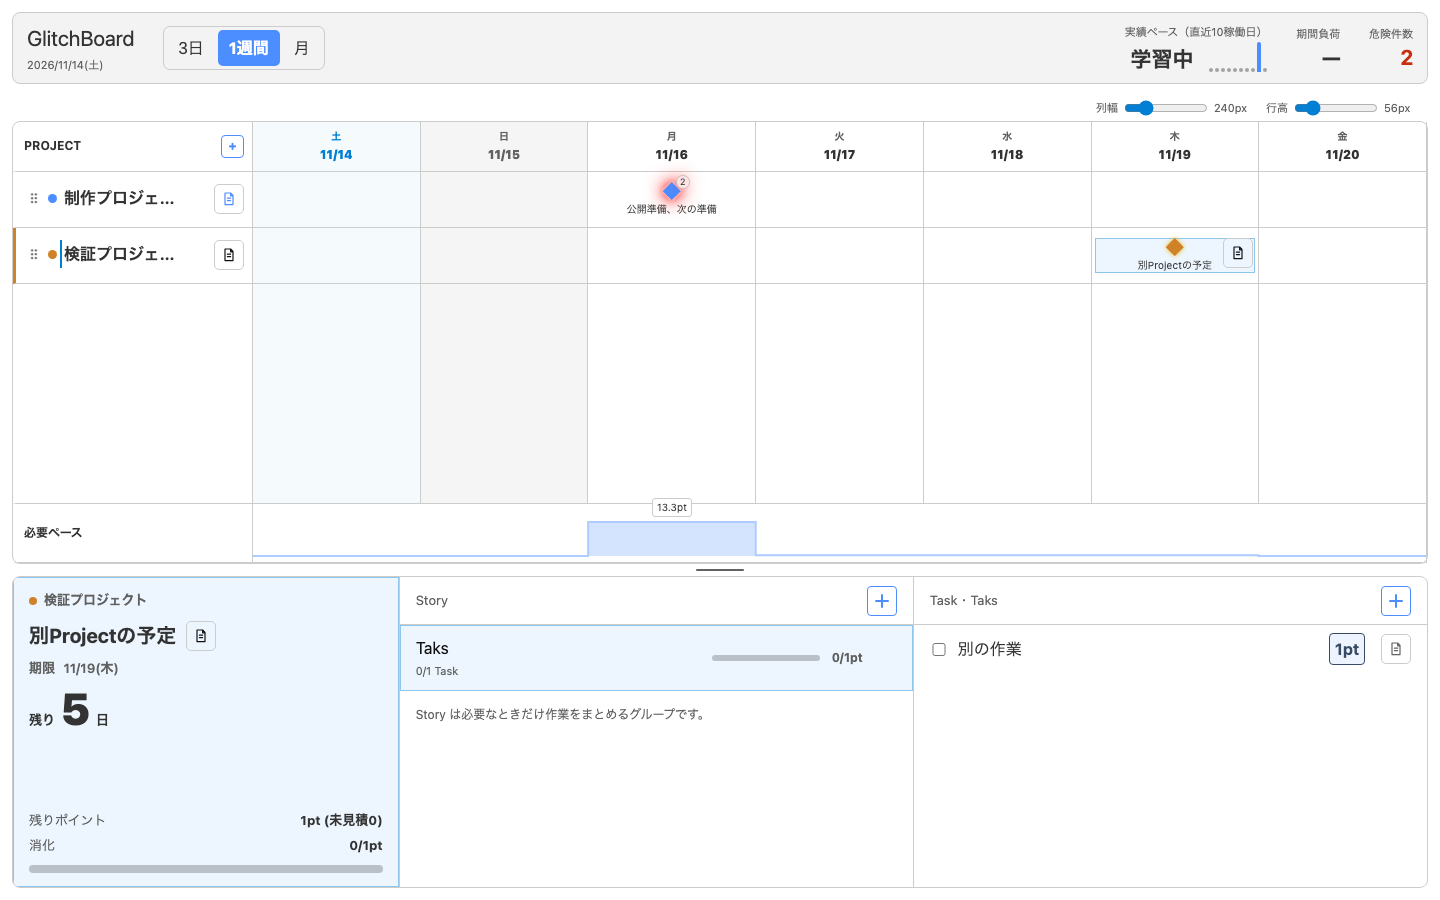 GlitchBoard
2026/11/14(土)
3日 1週間 月
実績ペース（直近10稼働日）
学習中
期間負荷
—
危険件数
2
列幅 240px 行高 56px
PROJECT +
土 11/14
日 11/15
月 11/16
火 11/17
水 11/18
木 11/19
金 11/20
制作プロジェ...
2
公開準備、次の準備
検証プロジェ...
別Projectの予定
必要ペース
13.3pt
検証プロジェクト
別Projectの予定
期限 11/19(木)
残り 5 日
残りポイント 1pt (未見積0)
消化 0/1pt
Story +
Taks
0/1 Task
0/1pt
Story は必要なときだけ作業をまとめるグループです。
Task・Taks +
別の作業 1pt